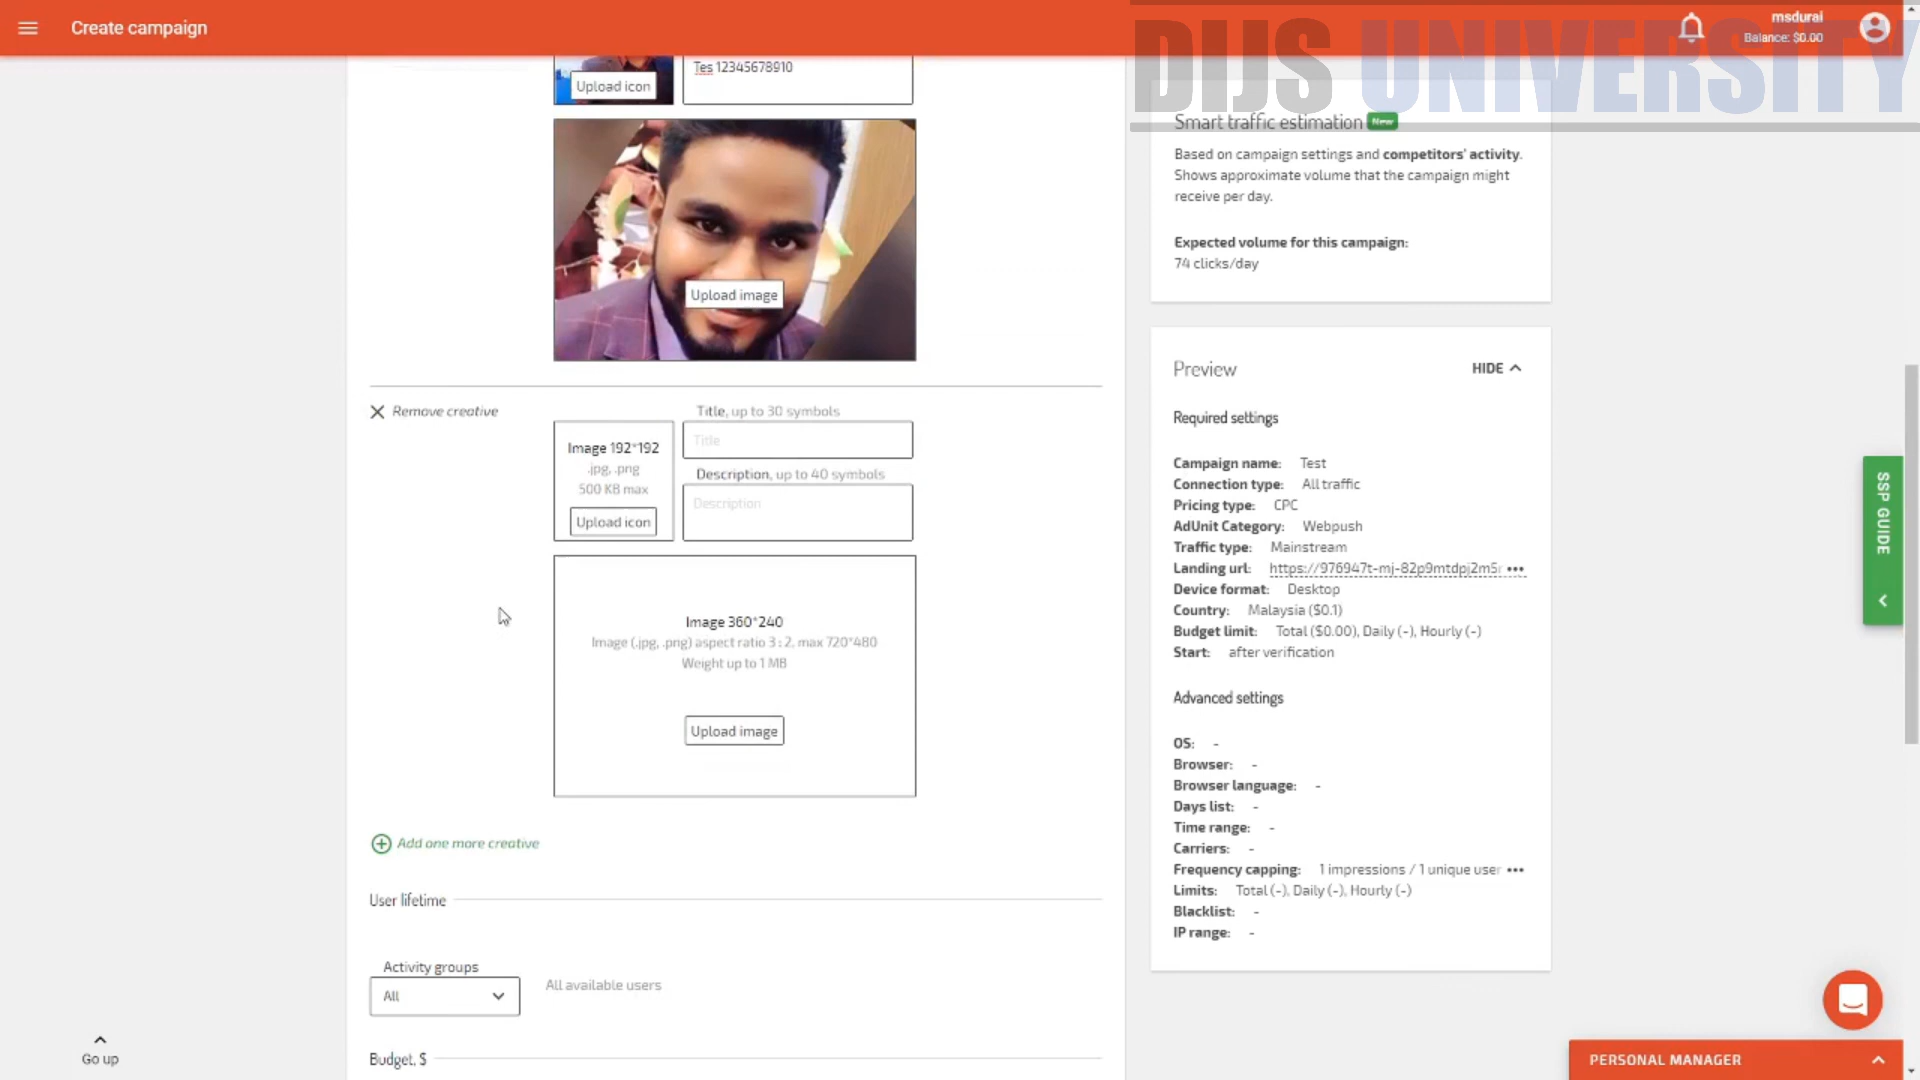 Create campaign
DIJS UNIVERSITY
msdurai
Balance: $0.00
Upload icon
Tes 12345678910
Upload image
Remove creative
Image 192*192
.jpg, .png
500 KB max
Upload icon
Title, up to 30 symbols
Title
Description, up to 40 symbols
Description
Image 360*240
Image (.jpg, .png) aspect ratio 3 : 2, max 720*480
Weight up to 1 MB
Upload image
Add one more creative
User lifetime
Activity groups
All
All available users
Budget, $
Go up
Smart traffic estimation New
Based on campaign settings and competitors' activity.
Shows approximate volume that the campaign might
receive per day.
Expected volume for this campaign:
74 clicks/day
Preview
HIDE
Required settings
Campaign name: Test
Connection type: All traffic
Pricing type: CPC
AdUnit Category: Webpush
Traffic type: Mainstream
Landing url: https://976947t-mj-82p9mtdpj2m5 •••
Device format: Desktop
Country: Malaysia ($0.1)
Budget limit: Total ($0.00), Daily (-), Hourly (-)
Start: after verification
Advanced settings
OS: -
Browser: -
Browser language: -
Days list: -
Time range: -
Carriers: -
Frequency capping: 1 impressions / 1 unique user •••
Limits: Total (-), Daily (-), Hourly (-)
Blacklist: -
IP range: -
SSP GUIDE
PERSONAL MANAGER